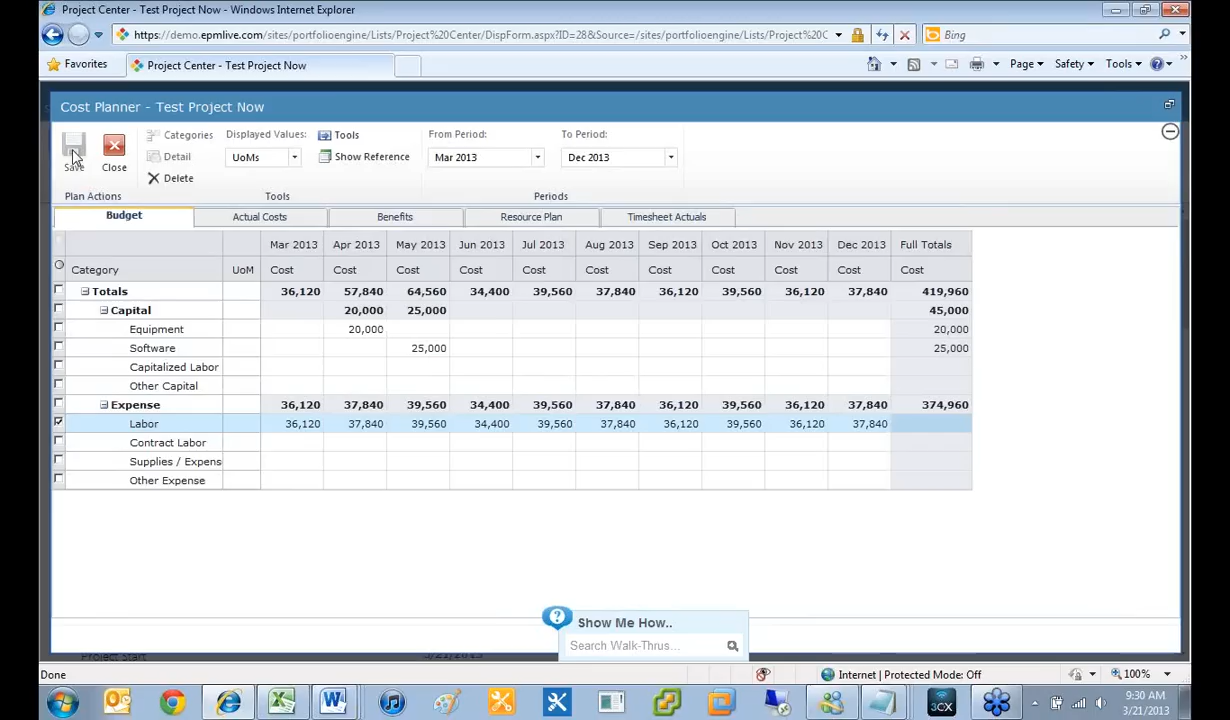 Project Center - Test Project Now - Windows Internet Explorer
https://demo.epmlive.com/sites/portfolioengine/Lists/Project%20Center/DispForm.aspx?ID=28&Source=/sites/portfolioengine/Lists/Project%20C
Bing
Favorites
Project Center - Test Project Now
Page
Safety
Tools
Cost Planner - Test Project Now
Save
Close
Categories
Detail
Delete
Displayed Values:
UoMs
Tools
Show Reference
From Period:
Mar 2013
To Period:
Dec 2013
Plan Actions
Tools
Periods
Budget
Actual Costs
Benefits
Resource Plan
Timesheet Actuals
Mar 2013 Apr 2013 May 2013 Jun 2013 Jul 2013 Aug 2013 Sep 2013 Oct 2013 Nov 2013 Dec 2013 Full Totals
Category UoM Cost Cost Cost Cost Cost Cost Cost Cost Cost Cost Cost
Totals 36,120 57,840 64,560 34,400 39,560 37,840 36,120 39,560 36,120 37,840 419,960
Capital 20,000 25,000 45,000
Equipment 20,000 20,000
Software 25,000 25,000
Capitalized Labor
Other Capital
Expense 36,120 37,840 39,560 34,400 39,560 37,840 36,120 39,560 36,120 37,840 374,960
Labor 36,120 37,840 39,560 34,400 39,560 37,840 36,120 39,560 36,120 37,840
Contract Labor
Supplies / Expens
Other Expense
Show Me How..
Search Walk-Thrus...
Project Start 3/21/2013
Done
Internet | Protected Mode: Off
100%
3CX
9:30 AM
3/21/2013